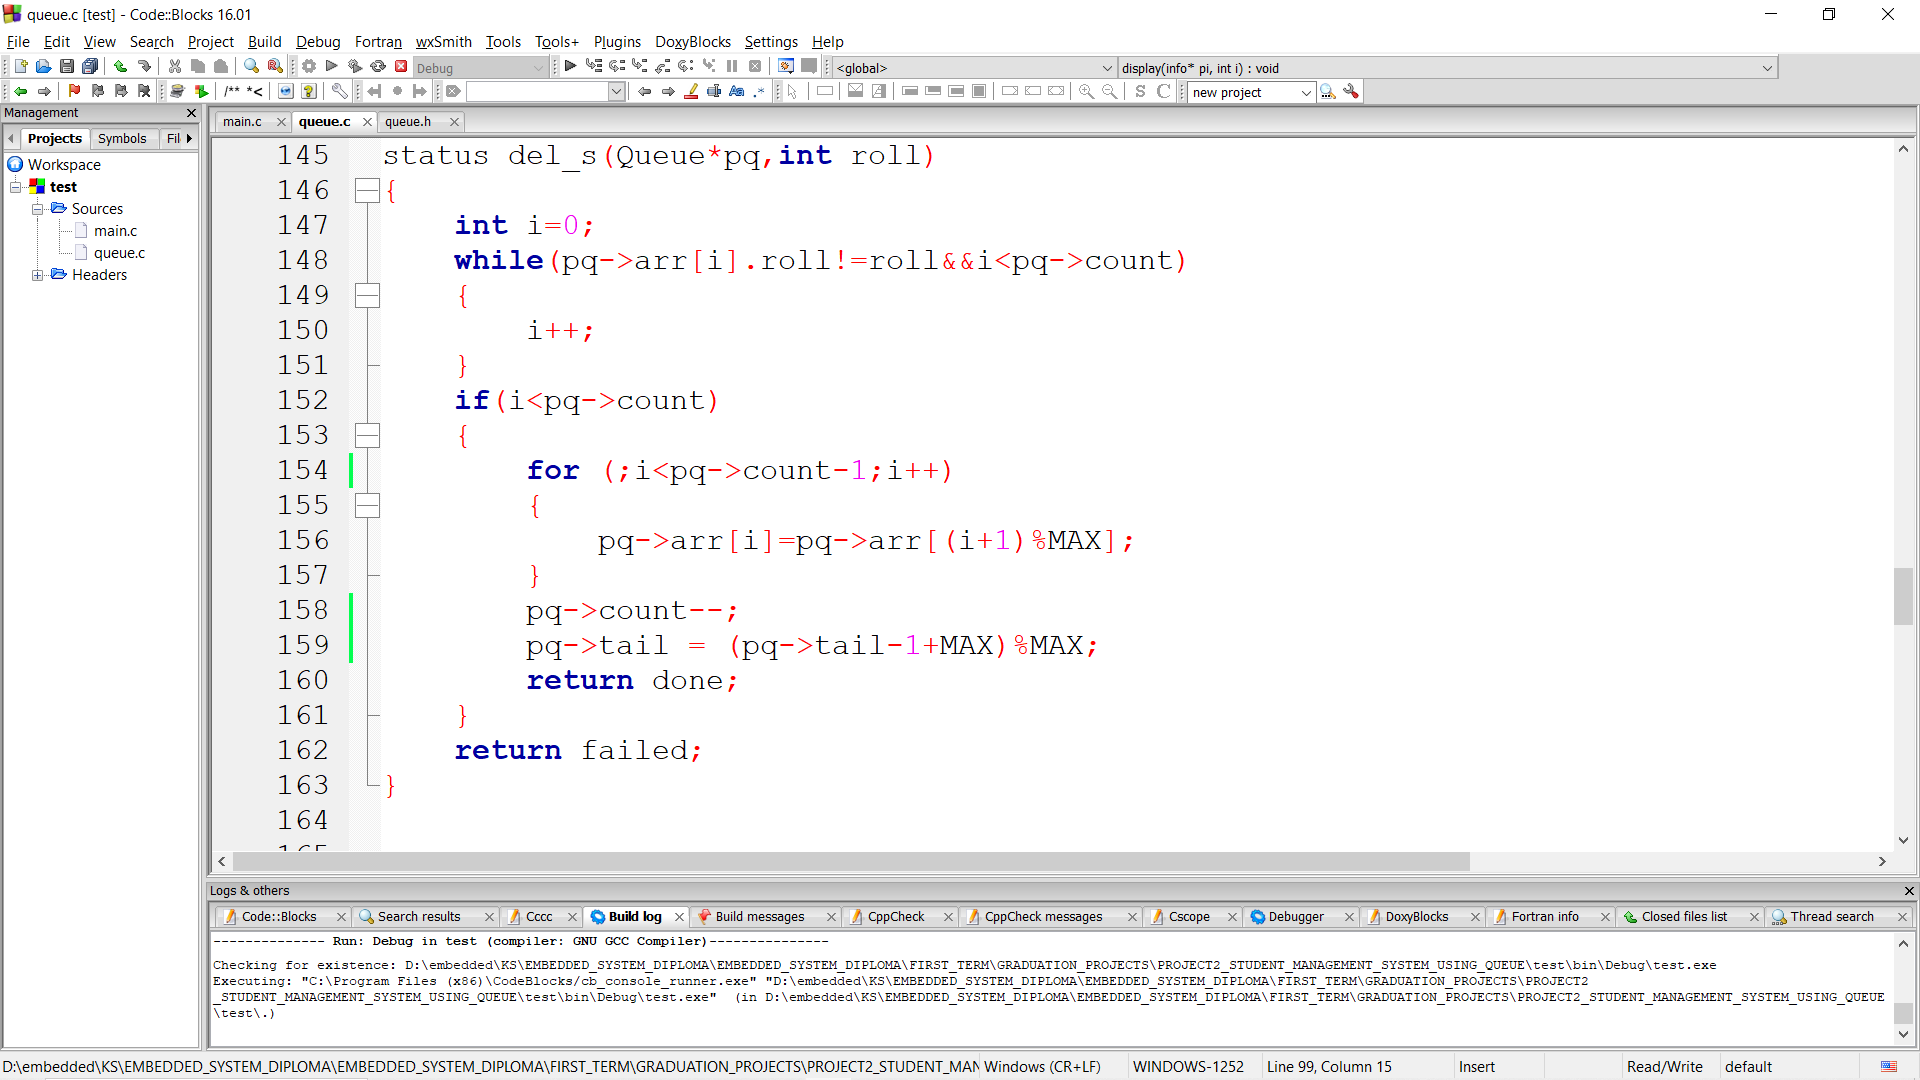 queue.c [test] - Code::Blocks 16.01
File Edit View Search Project Build Debug Fortran wxSmith Tools Tools+ Plugins DoxyBlocks Settings Help
Debug
<global>
display(info* pi, int i) : void
/** *<
Aa .*
S C
new project
Management
Projects Symbols Fil
Workspace
test
Sources
main.c
queue.c
Headers
main.c queue.c queue.h
145 status del_s(Queue*pq,int roll)
146 {
147 int i=0;
148 while(pq->arr[i].roll!=roll&&i<pq->count)
149 {
150 i++;
151 }
152 if(i<pq->count)
153 {
154 for (;i<pq->count-1;i++)
155 {
156 pq->arr[i]=pq->arr[(i+1)%MAX];
157 }
158 pq->count--;
159 pq->tail = (pq->tail-1+MAX)%MAX;
160 return done;
161 }
162 return failed;
163 }
164
165
Logs & others
Code::Blocks Search results Cccc Build log Build messages CppCheck CppCheck messages Cscope Debugger DoxyBlocks Fortran info Closed files list Thread search
-------------- Run: Debug in test (compiler: GNU GCC Compiler)---------------
Checking for existence: D:\embedded\KS\EMBEDDED_SYSTEM_DIPLOMA\EMBEDDED_SYSTEM_DIPLOMA\FIRST_TERM\GRADUATION_PROJECTS\PROJECT2_STUDENT_MANAGEMENT_SYSTEM_USING_QUEUE\test\bin\Debug\test.exe
Executing: "C:\Program Files (x86)\CodeBlocks/cb_console_runner.exe" "D:\embedded\KS\EMBEDDED_SYSTEM_DIPLOMA\EMBEDDED_SYSTEM_DIPLOMA\FIRST_TERM\GRADUATION_PROJECTS\PROJECT2
_STUDENT_MANAGEMENT_SYSTEM_USING_QUEUE\test\bin\Debug\test.exe" (in D:\embedded\KS\EMBEDDED_SYSTEM_DIPLOMA\EMBEDDED_SYSTEM_DIPLOMA\FIRST_TERM\GRADUATION_PROJECTS\PROJECT2_STUDENT_MANAGEMENT_SYSTEM_USING_QUEUE
\test\.)
D:\embedded\KS\EMBEDDED_SYSTEM_DIPLOMA\EMBEDDED_SYSTEM_DIPLOMA\FIRST_TERM\GRADUATION_PROJECTS\PROJECT2_STUDENT_MAN Windows (CR+LF) WINDOWS-1252 Line 99, Column 15 Insert Read/Write default